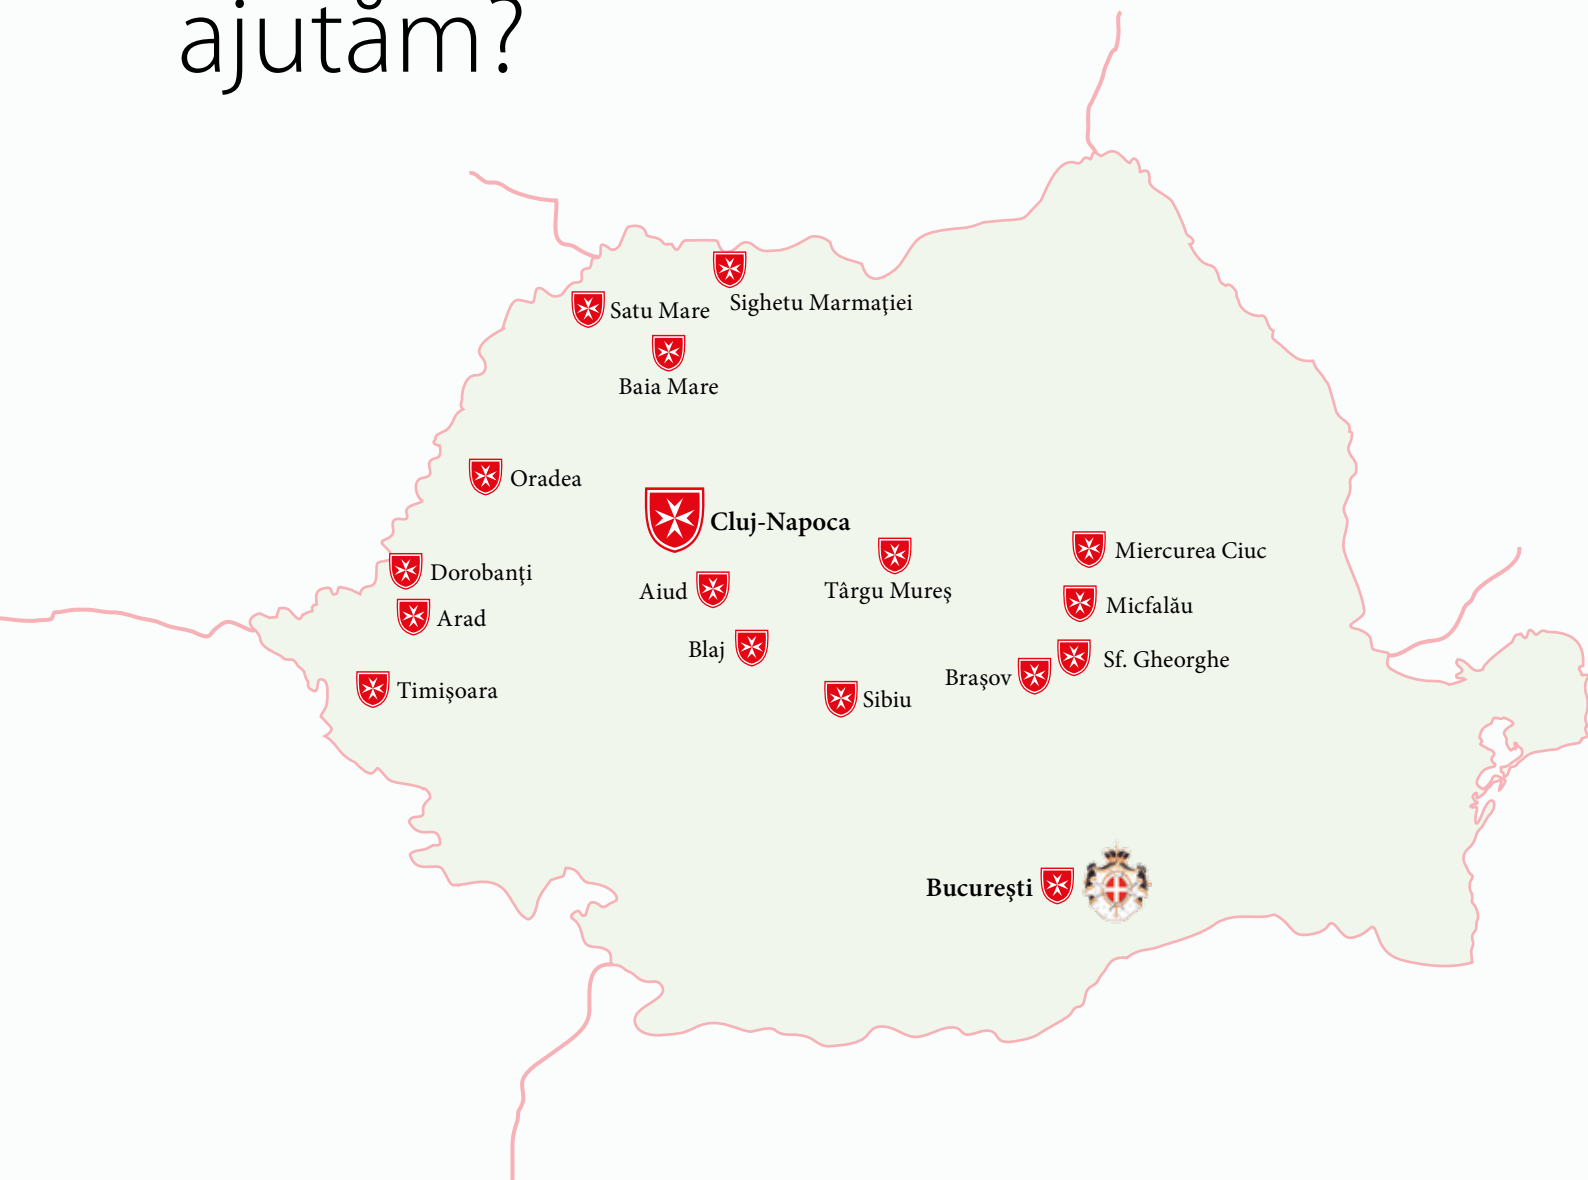 ajutăm?
Sighetu Marmaţiei
Satu Mare
Baia Mare
Oradea
Cluj-Napoca
Miercurea Ciuc
Dorobanţi
Aiud
Târgu Mureş
Micfalău
Arad
Blaj
Sf. Gheorghe
Braşov
Timişoara
Sibiu
Bucureşti